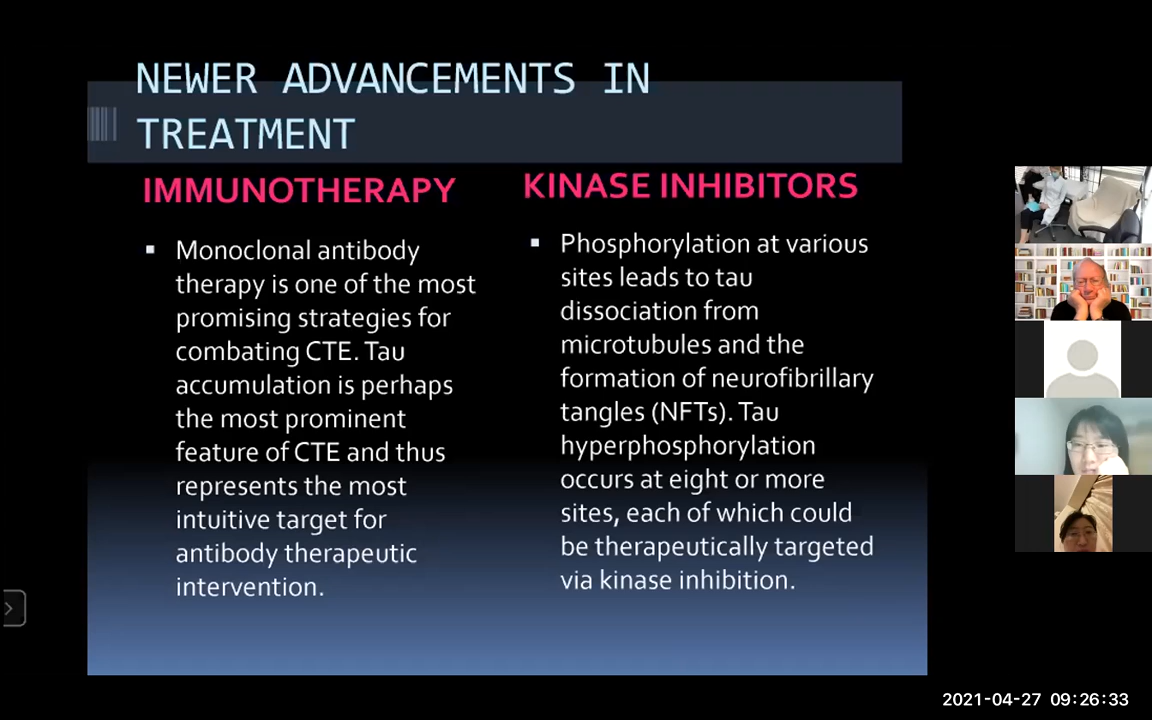 NEWER ADVANCEMENTS IN
TREATMENT
IMMUNOTHERAPY
Monoclonal antibody
therapy is one of the most
promising strategies for
combating CTE. Tau
accumulation is perhaps
the most prominent
feature of CTE and thus
represents the most
intuitive target for
antibody therapeutic
intervention.
KINASE INHIBITORS
Phosphorylation at various
sites leads to tau
dissociation from
microtubules and the
formation of neurofibrillary
tangles (NFTs). Tau
hyperphosphorylation
occurs at eight or more
sites, each of which could
be therapeutically targeted
via kinase inhibition.
2021-04-27 09:26:33